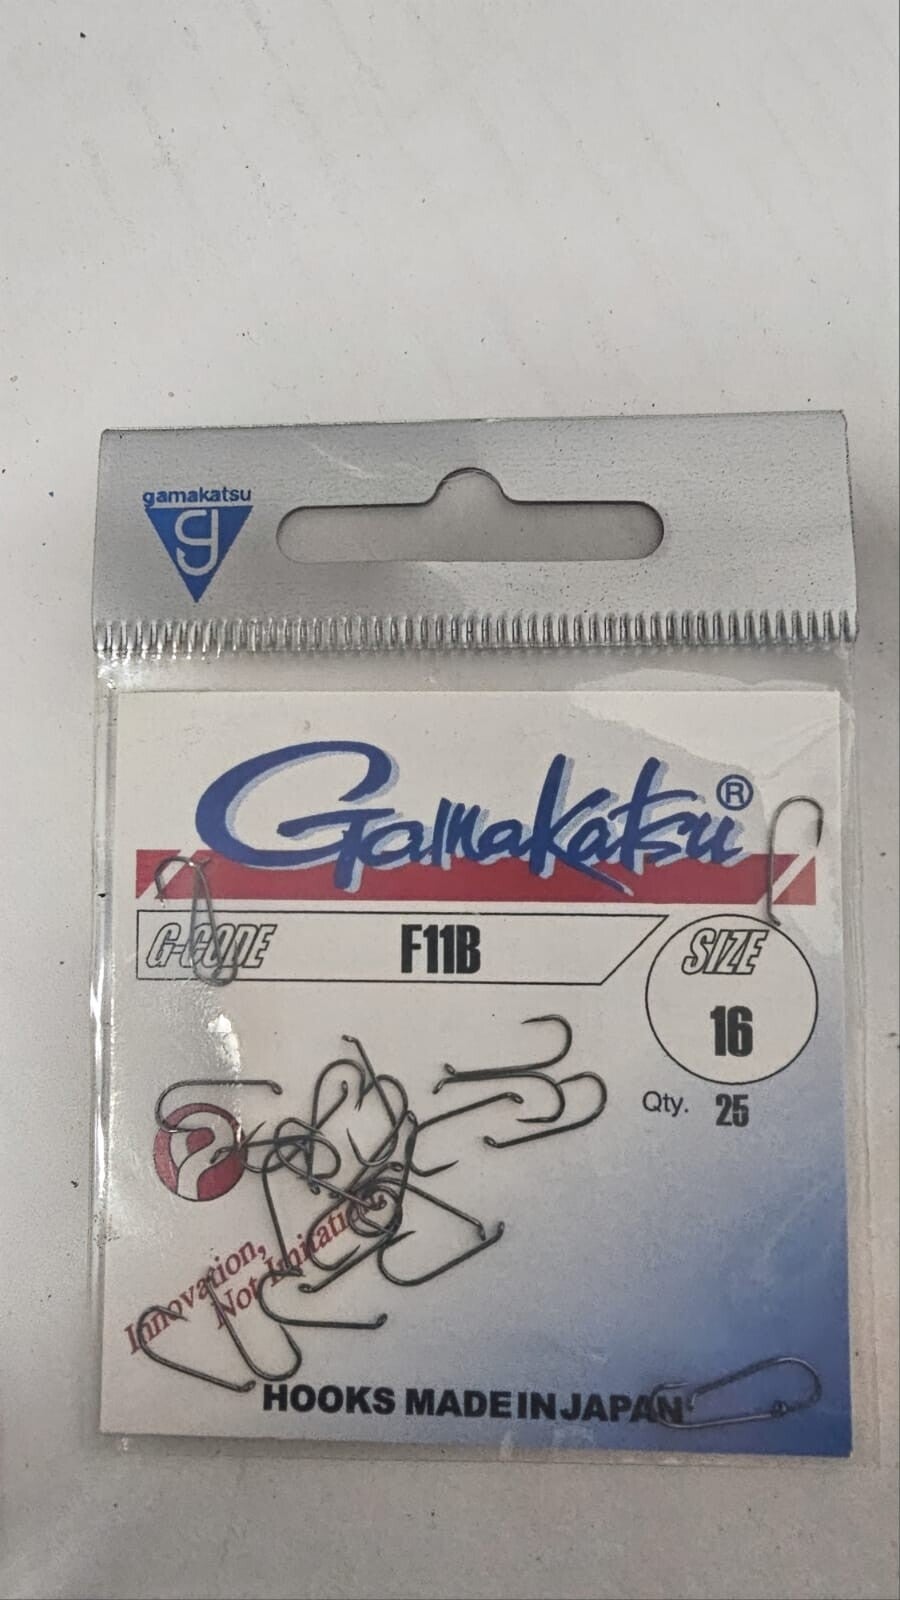 gamakatsu
Gamakatsu®
G-CODE F11B SIZE
16
Qty. 25
Innovation,
Not Imitation.
HOOKS MADE IN JAPAN